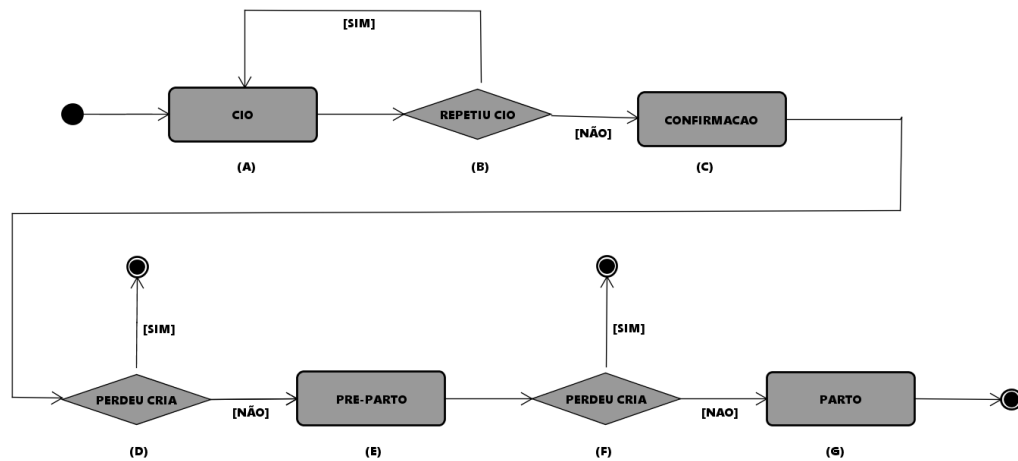 [SIM]
CIO
REPETIU CIO
[NÃO]
CONFIRMACAO
(A)
(B)
(C)
[SIM]
[SIM]
PERDEU CRIA
[NÃO]
PRE-PARTO
PERDEU CRIA
[NAO]
PARTO
(D)
(E)
(F)
(G)